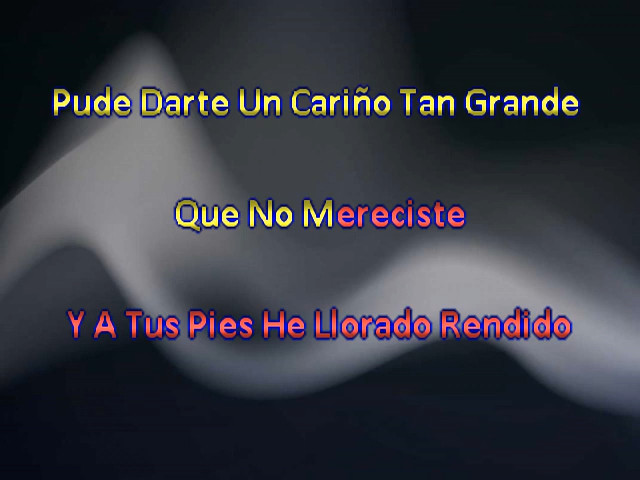 Pude Darte Un Cariño Tan Grande
Que No Mereciste
Y A Tus Pies He Llorado Rendido